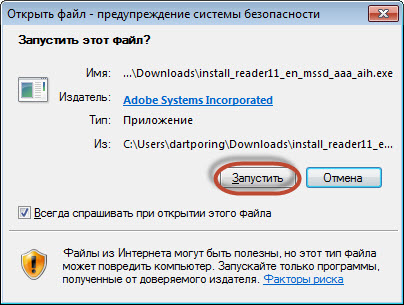 Открыть файл - предупреждение системы безопасности
Запустить этот файл?
Имя: ...\Downloads\install_reader11_en_mssd_aaa_aih.exe
Издатель: Adobe Systems Incorporated
Тип: Приложение
Из: C:\Users\dartporing\Downloads\install_reader11_e...
Запустить Отмена
Всегда спрашивать при открытии этого файла
Файлы из Интернета могут быть полезны, но этот тип файла
может повредить компьютер. Запускайте только программы,
полученные от доверяемого издателя. Факторы риска